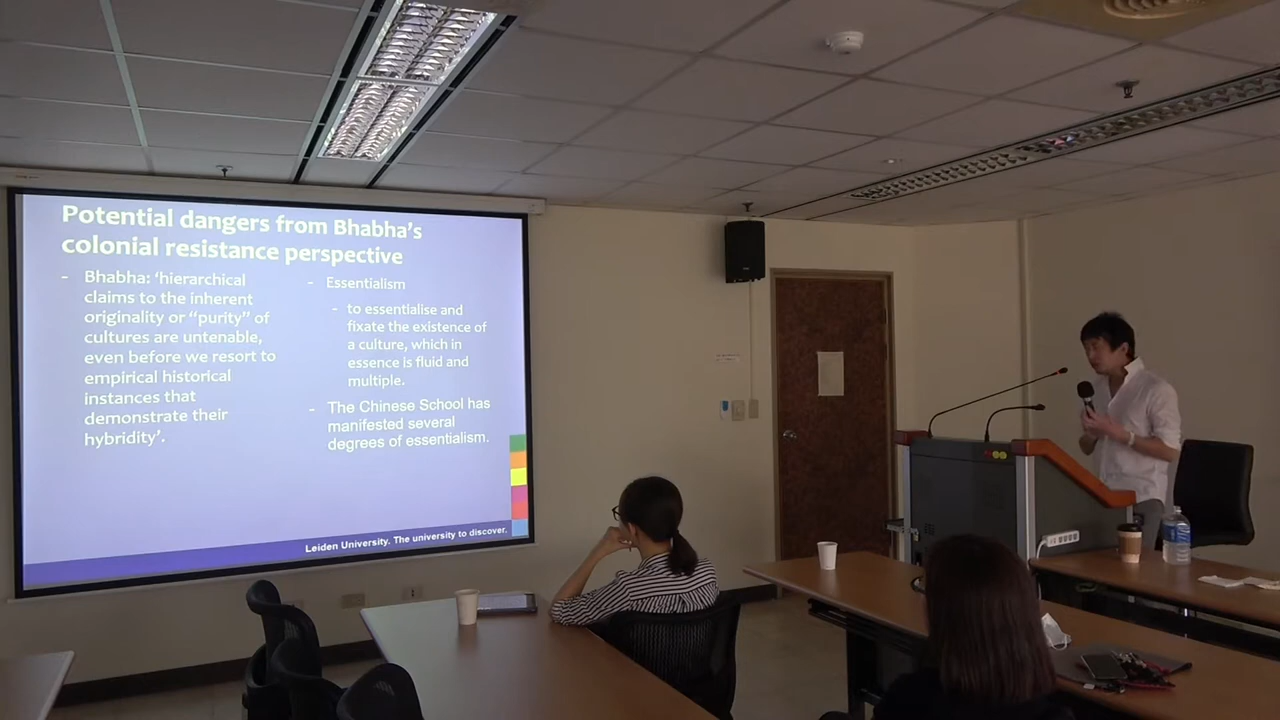 Potential dangers from Bhabha's
colonial resistance perspective
- Bhabha: 'hierarchical
claims to the inherent
originality or "purity" of
cultures are untenable,
even before we resort to
empirical historical
instances that
demonstrate their
hybridity'.
- Essentialism
- to essentialise and
fixate the existence of
a culture, which in
essence is fluid and
multiple.
- The Chinese School has
manifested several
degrees of essentialism.
Leiden University. The university to discover.